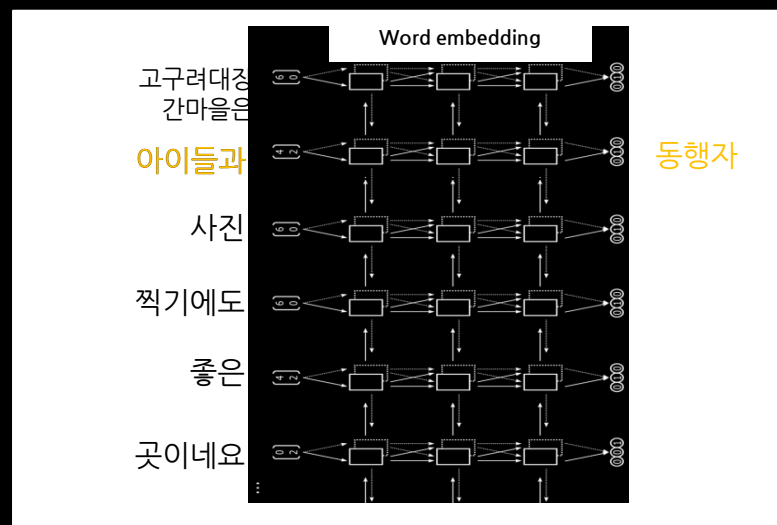 Word embedding
고구려대장
간마을은
아이들과
동행자
사진
찍기에도
좋은
곳이네요
...